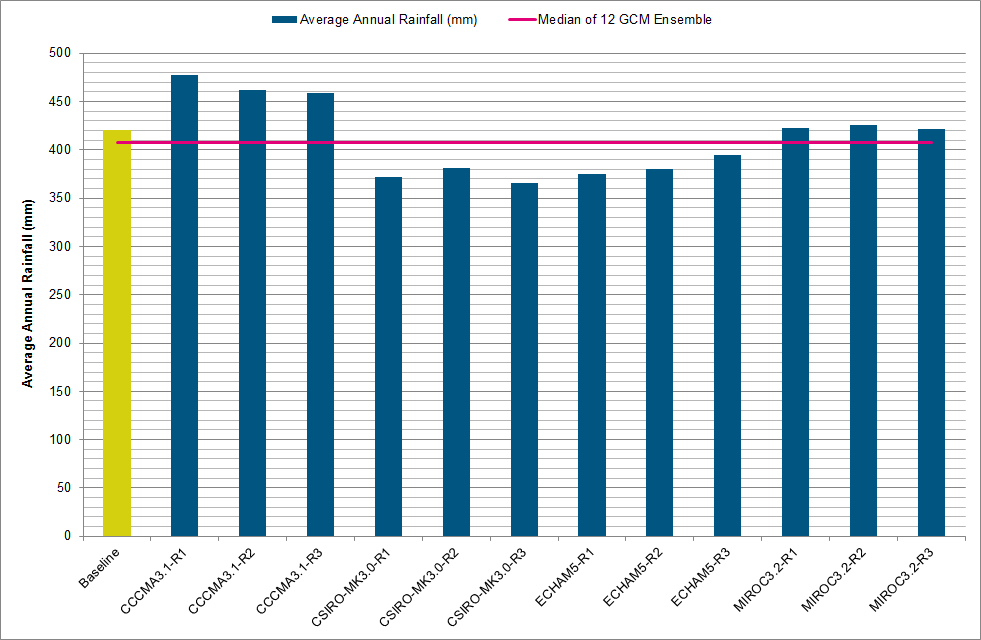 Average Annual Rainfall (mm) Median of 12 GCM Ensemble
500
450
400
350
300
250
200
150
100
50
0
Average Annual Rainfall (mm)
Baseline
CCCMA3.1-R1
CCCMA3.1-R2
CCCMA3.1-R3
CSIRO-MK3.0-R1
CSIRO-MK3.0-R2
CSIRO-MK3.0-R3
ECHAM5-R1
ECHAM5-R2
ECHAM5-R3
MIROC3.2-R1
MIROC3.2-R2
MIROC3.2-R3